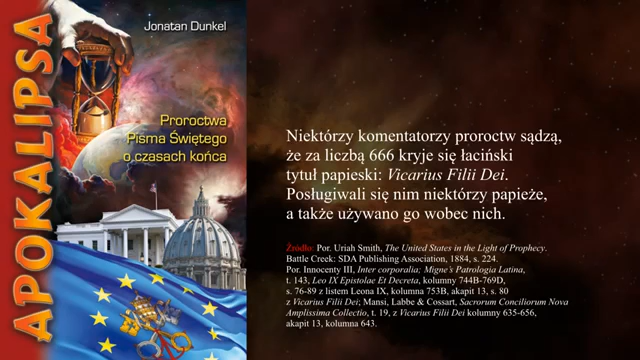 Jonatan Dunkel
APOKALIPSA
Proroctwa
Pisma Świętego
o czasach końca
Niektórzy komentatorzy proroctw sądzą,
że za liczbą 666 kryje się łaciński
tytuł papieski: Vicarius Filii Dei.
Posługiwali się nim niektórzy papieże,
a także używano go wobec nich.
Źródło: Por. Uriah Smith, The United States in the Light of Prophecy.
Battle Creek: SDA Publishing Association, 1884, s. 224.
Por. Innocenty III, Inter corporalia; Migne's Patrologia Latina,
t. 143, Leo IX Epistolae Et Decreta, kolumny 744B-769D,
s. 76-89 z listem Leona IX, kolumna 753B, akapit 13, s. 80
z Vicarius Filii Dei; Mansi, Labbe & Cossart, Sacrorum Conciliorum Nova
Amplissima Collectio, t. 19, z Vicarius Filii Dei kolumny 635-656,
akapit 13, kolumna 643.